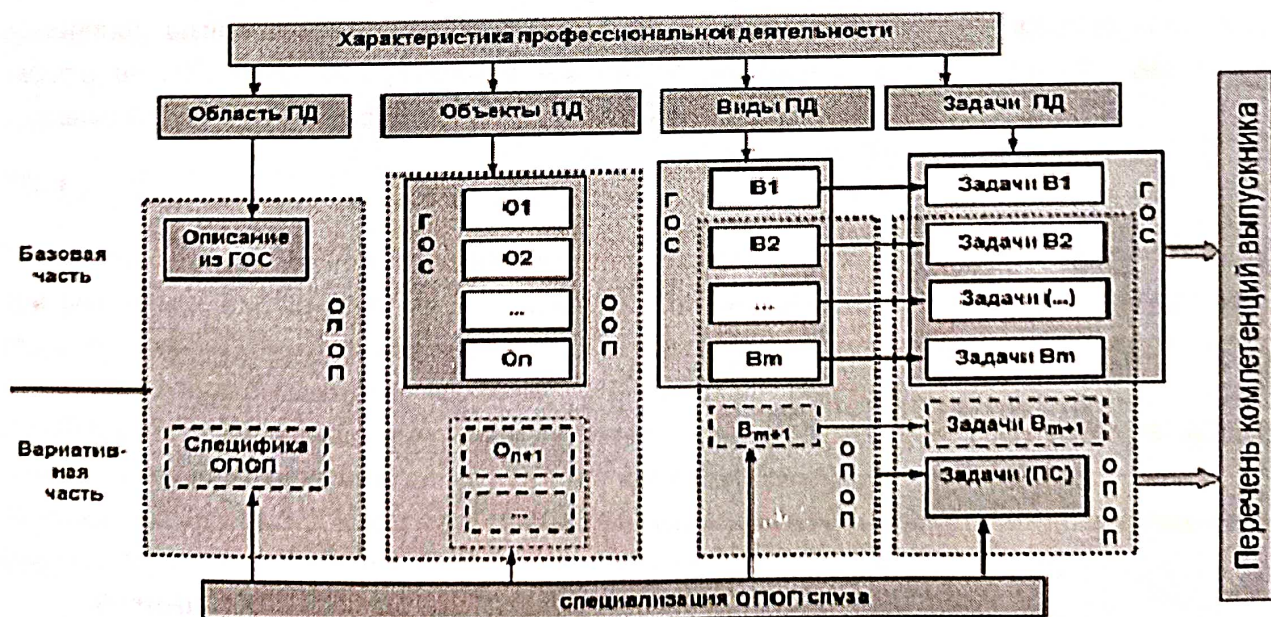 Характеристика профессиональной деятельности
Область ПД
Объекты ПД
Виды ПД
Задачи ПД
Базовая
часть
Вариатив-
ная
часть
Описание
из ГОС
ОПОП
Специфика
ОПОП
ГОС
О1
О2
...
Оn
ООП
Оn+1
...
ГОС
В1
В2
...
Вm
Вm+1
ОПОП
Задачи В1
Задачи В2
Задачи (...)
Задачи Вm
ГОС
Задачи Вm+1
Задачи (ПС)
ОПОП
Перечень компетенций выпускника
специализация ОПОП спуза